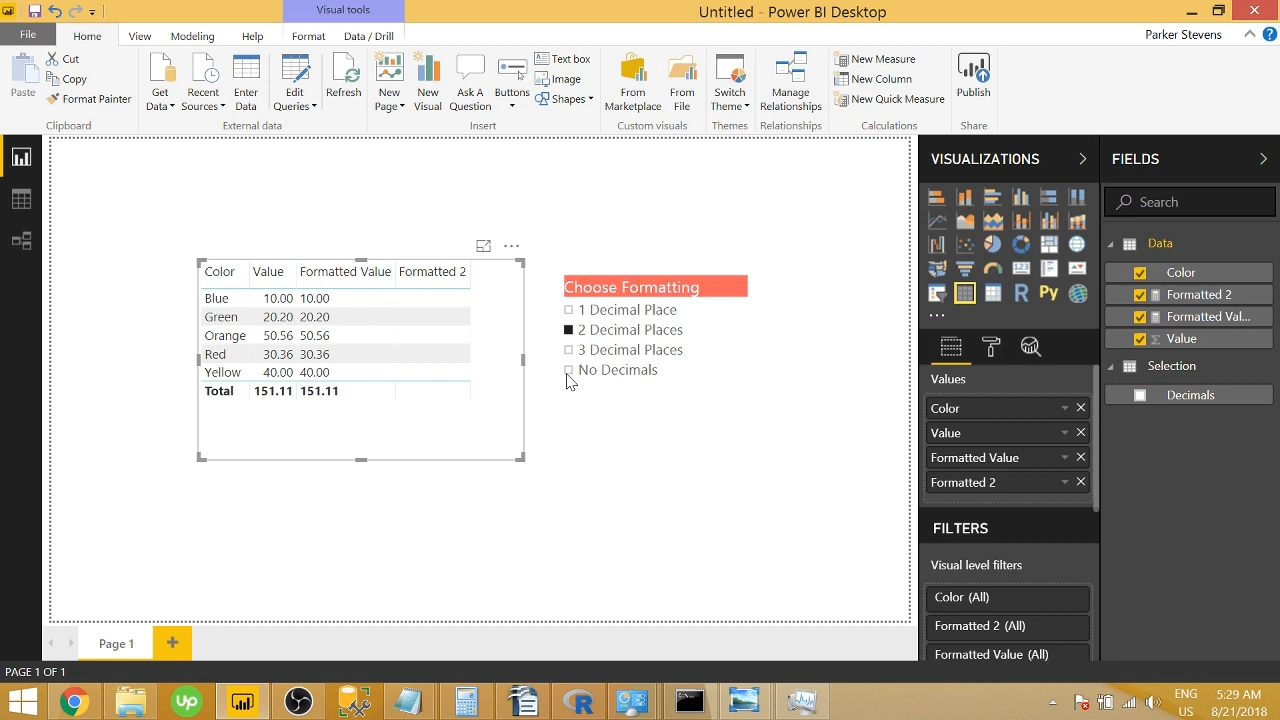 Visual tools
Untitled - Power BI Desktop
File
Home
View
Modeling
Help
Format
Data / Drill
Parker Stevens
Paste
Cut
Copy
Format Painter
Clipboard
Get Data
Recent Sources
Enter Data
Edit Queries
Refresh
External data
New Page
New Visual
Ask A Question
Buttons
Text box
Image
Shapes
Insert
From Marketplace
From File
Custom visuals
Switch Theme
Themes
Manage Relationships
Relationships
New Measure
New Column
New Quick Measure
Calculations
Publish
Share
Color Value Formatted Value Formatted 2
Blue 10.00 10.00
Green 20.20 20.20
Orange 50.56 50.56
Red 30.36 30.36
Yellow 40.00 40.00
Total 151.11 151.11
Choose Formatting
1 Decimal Place
2 Decimal Places
3 Decimal Places
No Decimals
VISUALIZATIONS
123
R
Py
Values
Color
Value
Formatted Value
Formatted 2
FILTERS
Visual level filters
Color (All)
Formatted 2 (All)
Formatted Value (All)
FIELDS
Search
Data
Color
Formatted 2
Formatted Val...
Value
Selection
Decimals
Page 1
PAGE 1 OF 1
Up
R
ENG
US
5:29 AM
8/21/2018